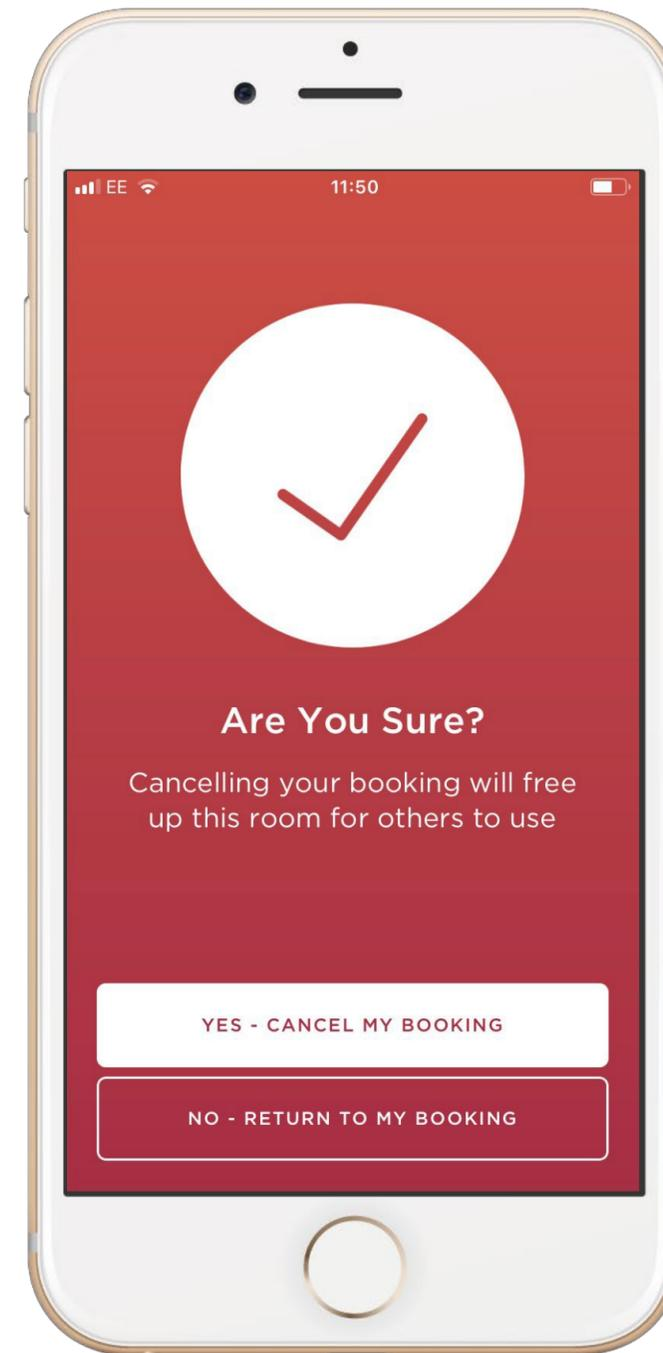 EE 11:50
Are You Sure?
Cancelling your booking will free
up this room for others to use
YES - CANCEL MY BOOKING
NO - RETURN TO MY BOOKING